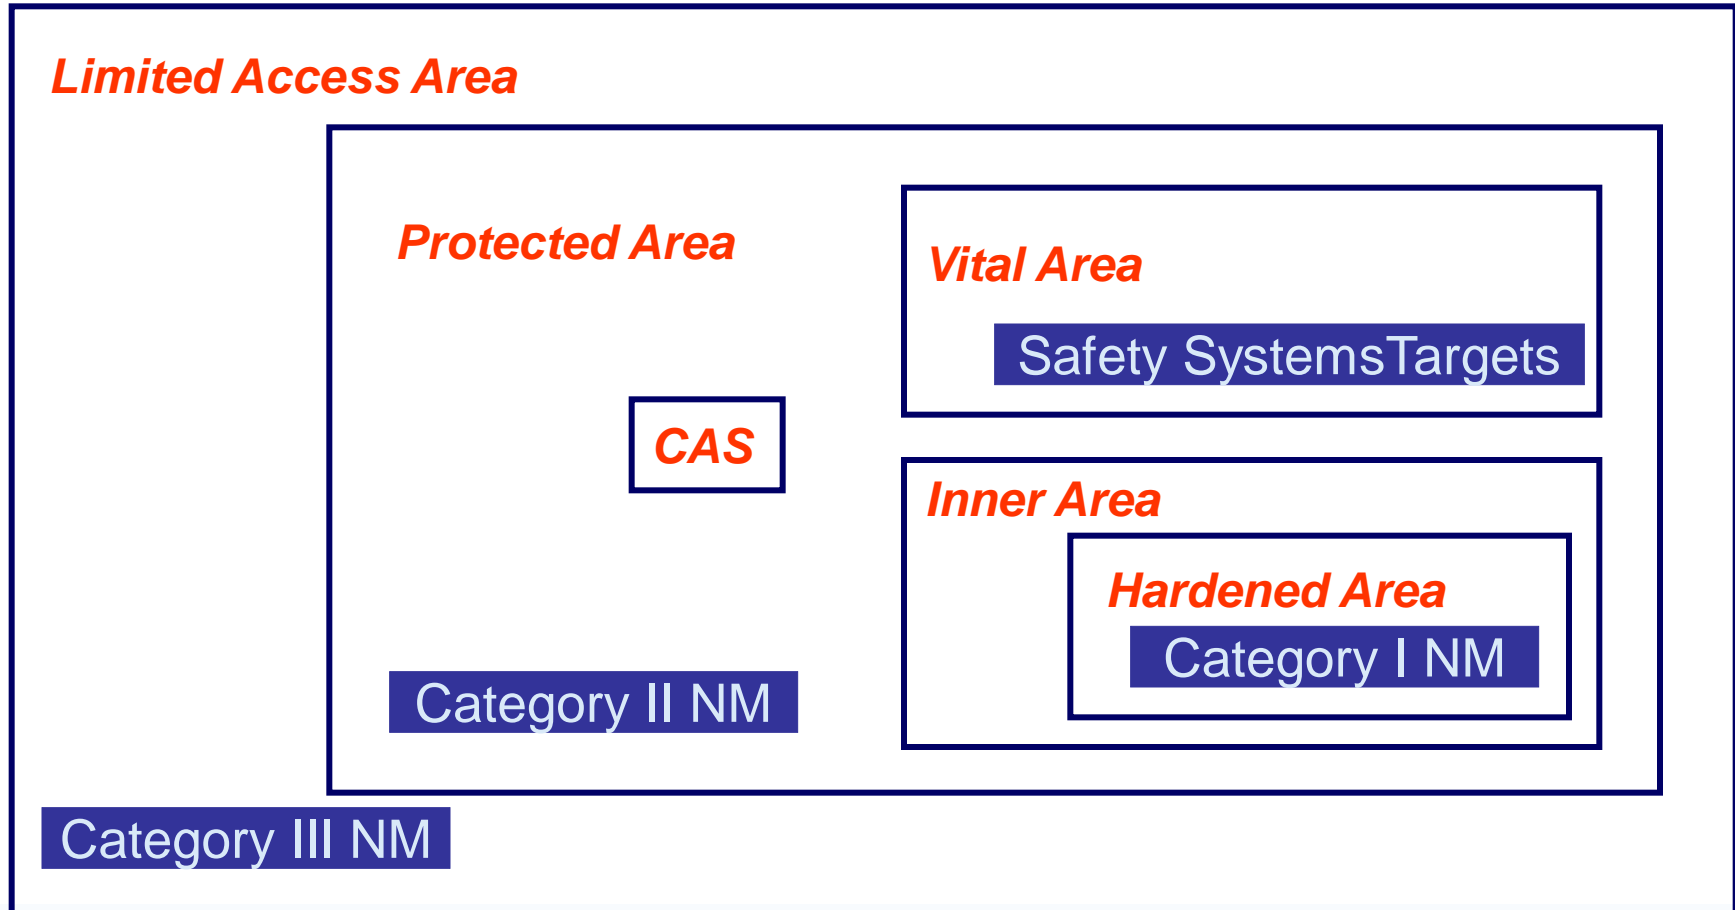 Limited Access Area
Protected Area
Vital Area
Safety SystemsTargets
CAS
Inner Area
Hardened Area
Category I NM
Category II NM
Category III NM